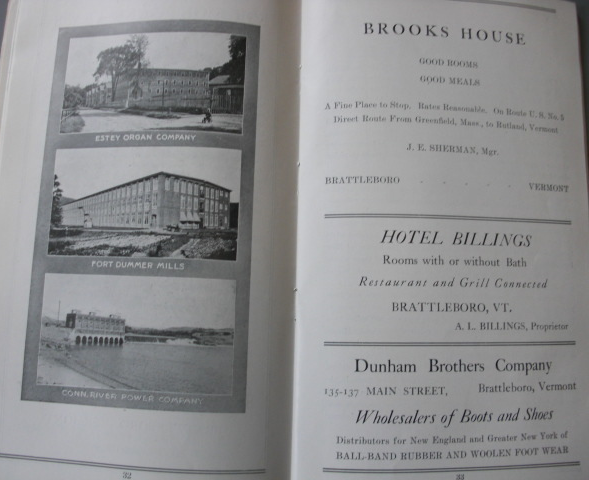 ESTEY ORGAN COMPANY
FORT DUMMER MILLS
CONN. RIVER POWER COMPANY
32
BROOKS HOUSE
GOOD ROOMS
GOOD MEALS
A Fine Place to Stop. Rates Reasonable. On Route U. S. No. 5
Direct Route From Greenfield, Mass., to Rutland, Vermont
J. E. SHERMAN, Mgr.
BRATTLEBORO . . . . . VERMONT
HOTEL BILLINGS
Rooms with or without Bath
Restaurant and Grill Connected
BRATTLEBORO, VT.
A. L. BILLINGS, Proprietor
Dunham Brothers Company
135-137 MAIN STREET, Brattleboro, Vermont
Wholesalers of Boots and Shoes
Distributors for New England and Greater New York of
BALL-BAND RUBBER AND WOOLEN FOOT WEAR
33